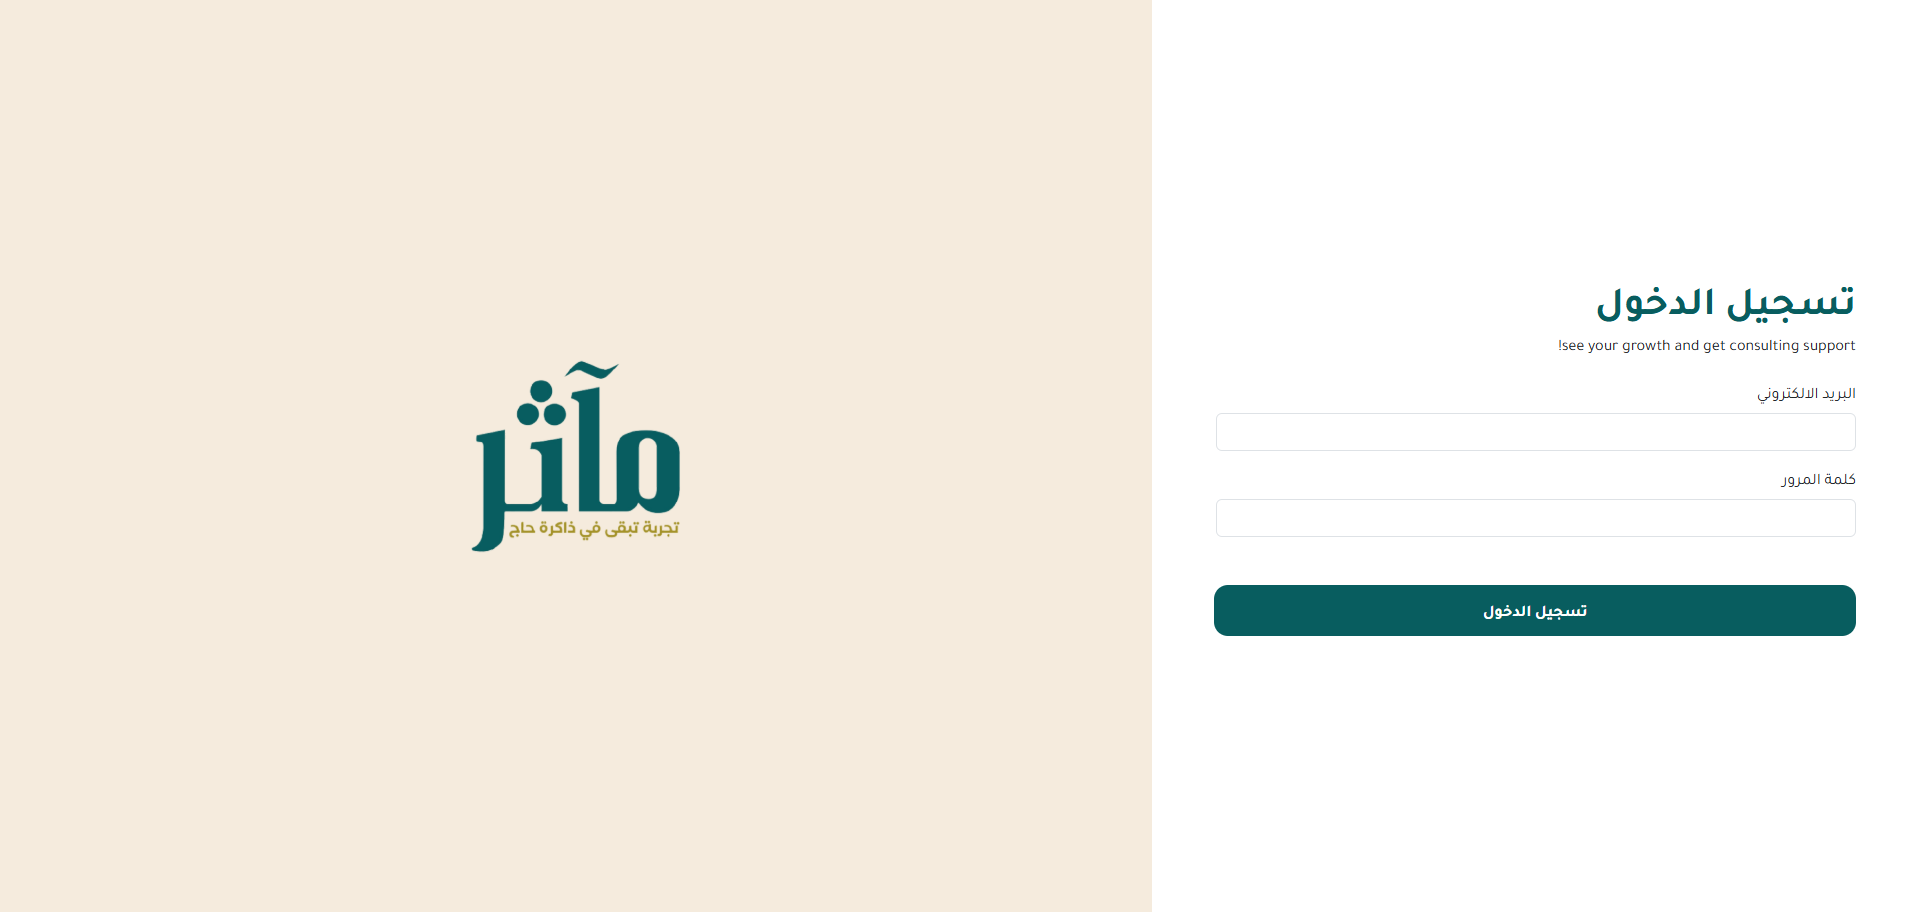 تسجيل الدخول
see your growth and get consulting support!
البريد الالكتروني
كلمة المرور
تسجيل الدخول
مآثر
تجربة تبقى في ذاكرة حاج